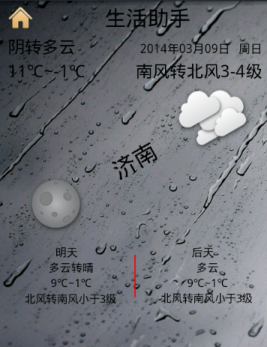 生活助手
阴转多云
2014年03月09日 周日
11℃~-1℃
南风转北风3-4级
济南
明天
多云转晴
9℃~1℃
北风转南风小于3级
后天
多云
9℃~1℃
北风转南风小于3级